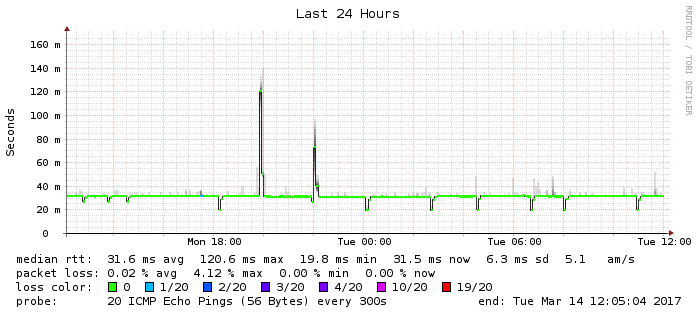 Last 24 Hours
RRDTOOL / TOBI OETIKER
Seconds
160 m
140 m
120 m
100 m
80 m
60 m
40 m
20 m
0
Mon 18:00 Tue 00:00 Tue 06:00 Tue 12:00
median rtt: 31.6 ms avg 120.6 ms max 19.8 ms min 31.5 ms now 6.3 ms sd 5.1 am/s
packet loss: 0.02 % avg 4.12 % max 0.00 % min 0.00 % now
loss color: 0 1/20 2/20 3/20 4/20 10/20 19/20
probe: 20 ICMP Echo Pings (56 Bytes) every 300s end: Tue Mar 14 12:05:04 2017